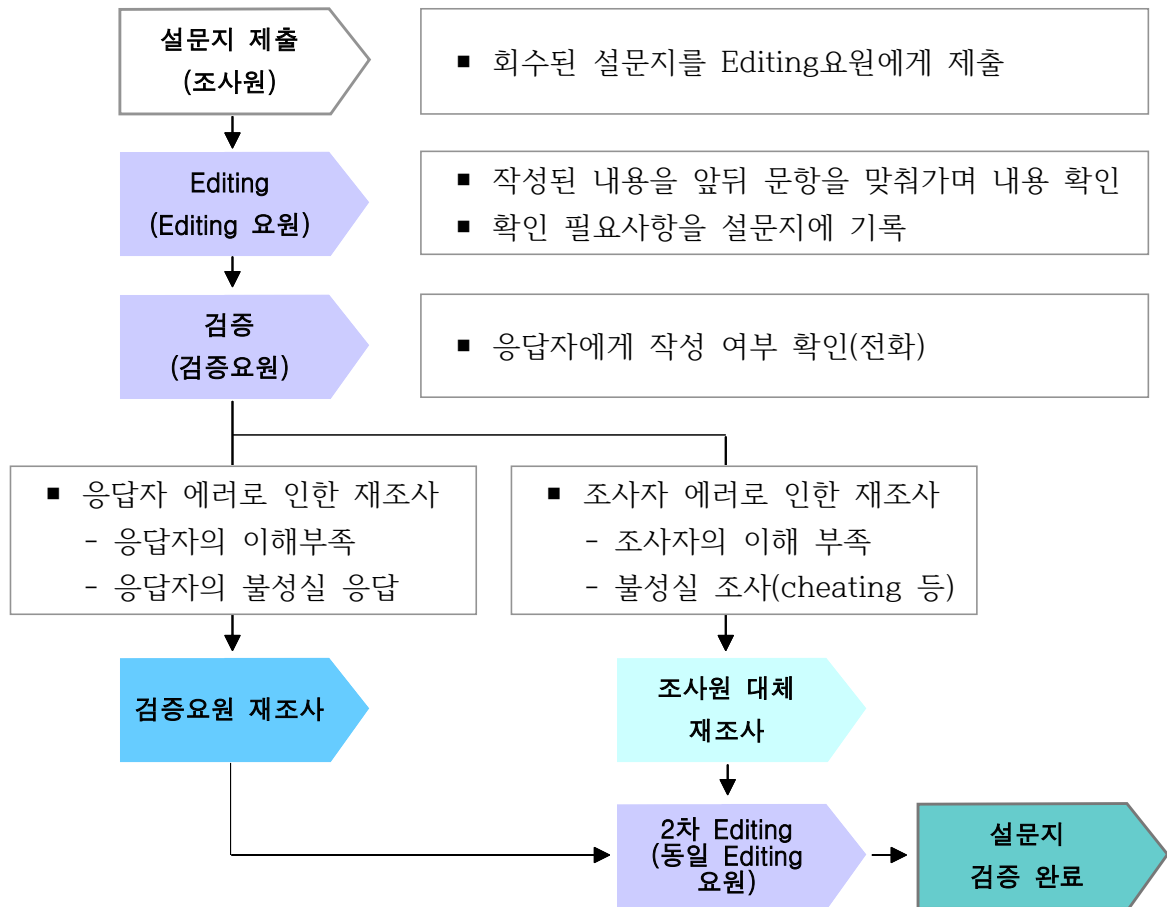 설문지 제출
(조사원)
■ 회수된 설문지를 Editing요원에게 제출
Editing
(Editing 요원)
■ 작성된 내용을 앞뒤 문항을 맞춰가며 내용 확인
■ 확인 필요사항을 설문지에 기록
검증
(검증요원)
■ 응답자에게 작성 여부 확인(전화)
■ 응답자 에러로 인한 재조사
- 응답자의 이해부족
- 응답자의 불성실 응답
■ 조사자 에러로 인한 재조사
- 조사자의 이해 부족
- 불성실 조사(cheating 등)
검증요원 재조사
조사원 대체
재조사
2차 Editing
(동일 Editing
요원)
설문지
검증 완료